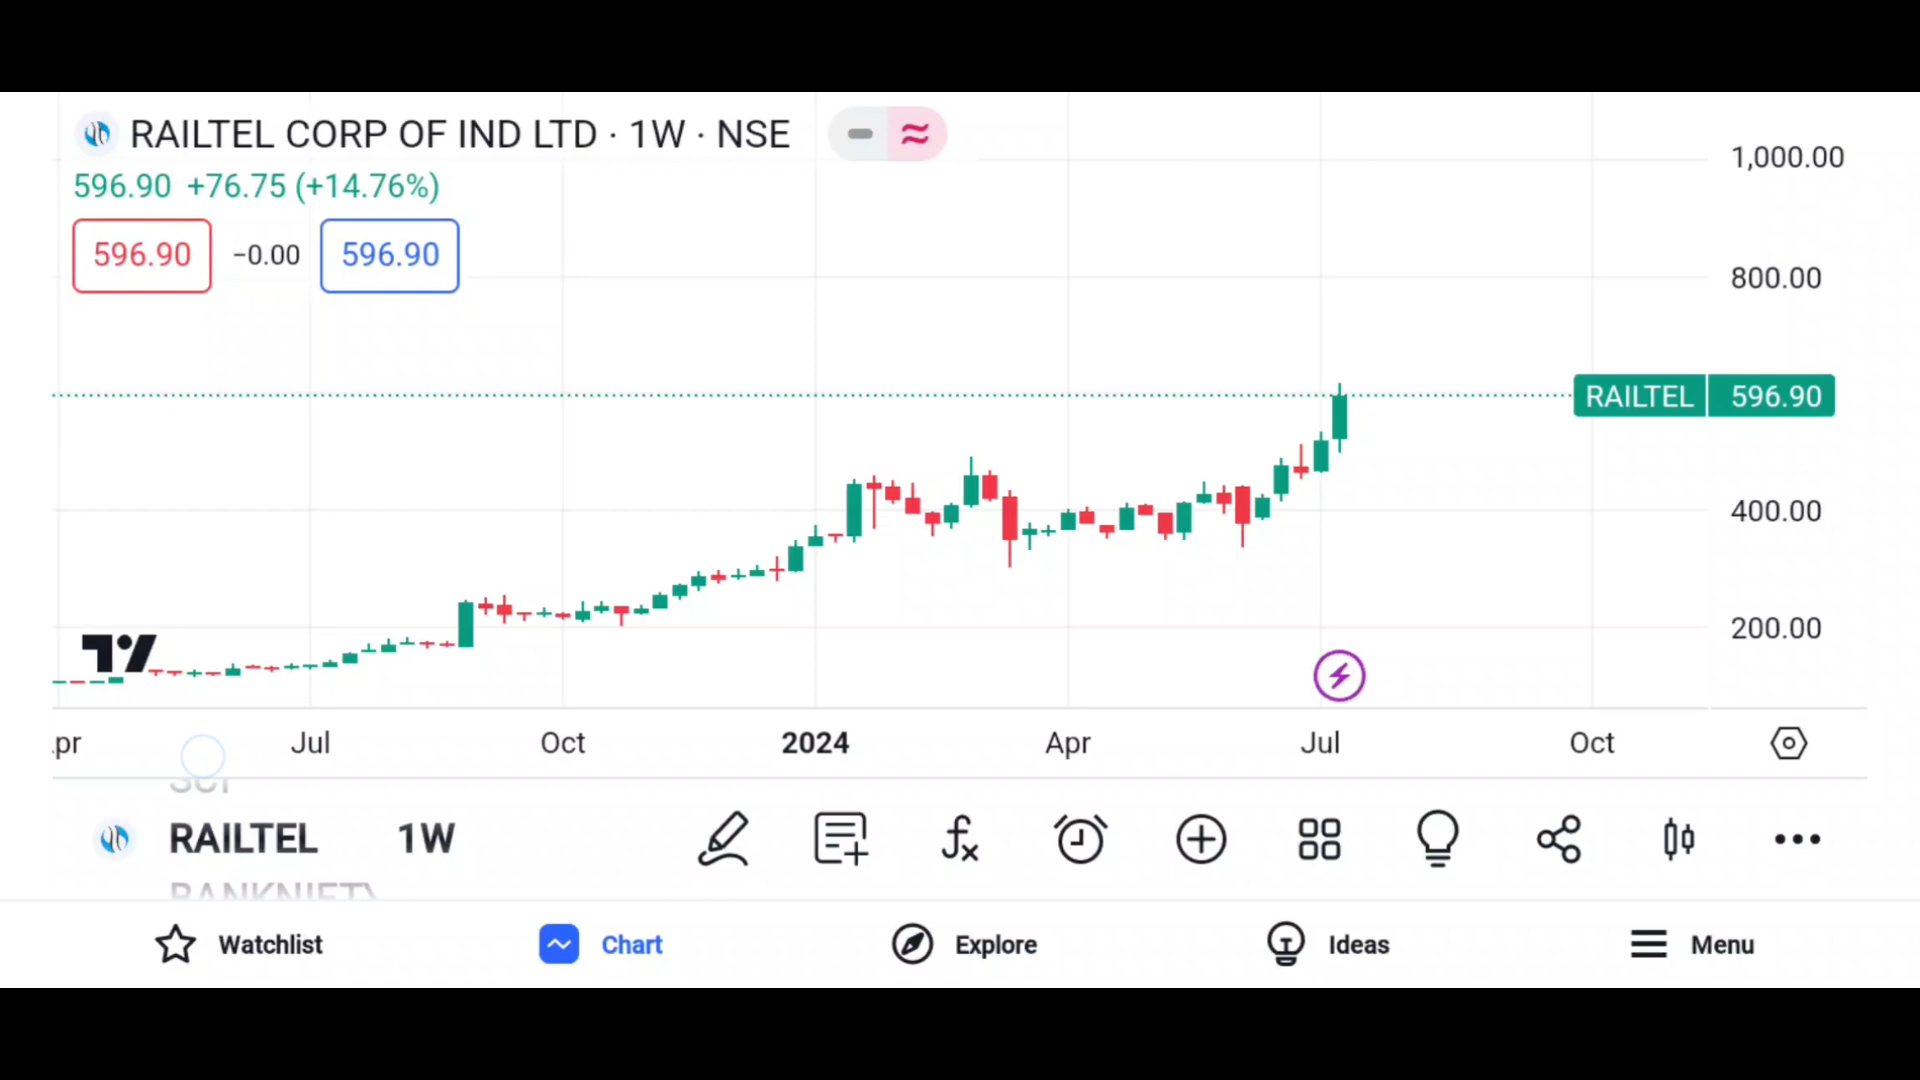 RAILTEL CORP OF IND LTD · 1W · NSE
596.90 +76.75 (+14.76%)
596.90 −0.00 596.90
1,000.00
800.00
RAILTEL 596.90
400.00
200.00
pr Jul Oct 2024 Apr Jul Oct
SCI
RAILTEL 1W
BANKNIFTY
Watchlist Chart Explore Ideas Menu